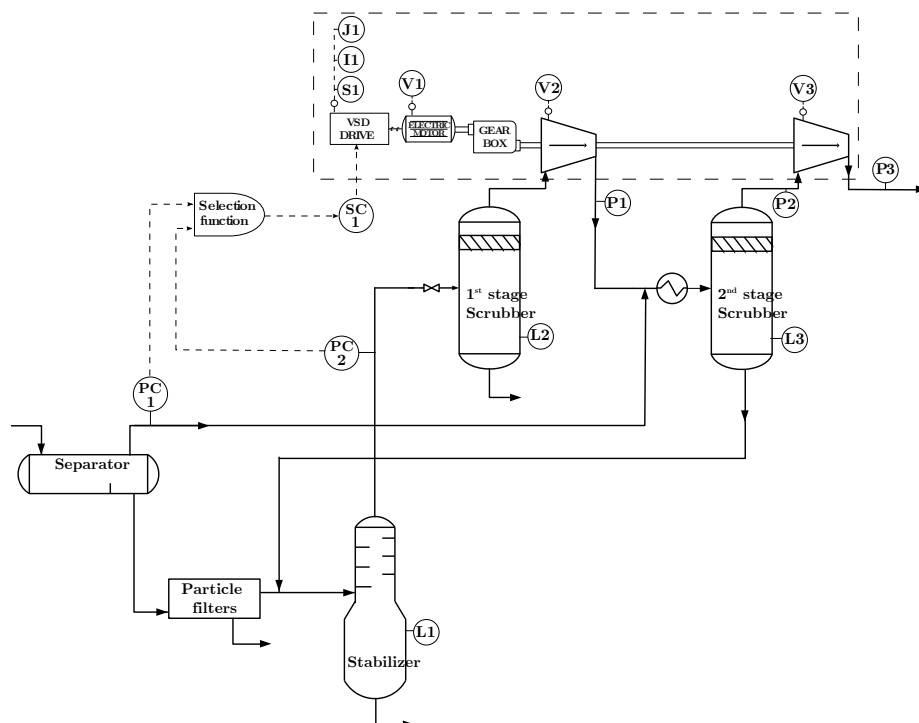 J1
I1
S1
V1
V2
V3
VSD
DRIVE
ELECTRIC
MOTOR
GEAR
BOX
P3
P1
P2
Selection
function
SC
1
1st stage
Scrubber
2nd stage
Scrubber
L2
L3
PC
2
PC
1
Separator
Particle
filters
L1
Stabilizer